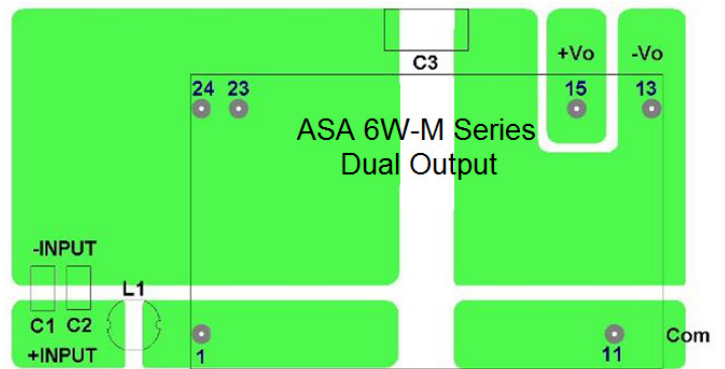 C3
+Vo -Vo
24 23 15 13
ASA 6W-M Series
Dual Output
-INPUT
L1
C1 C2
+INPUT
1 11 Com